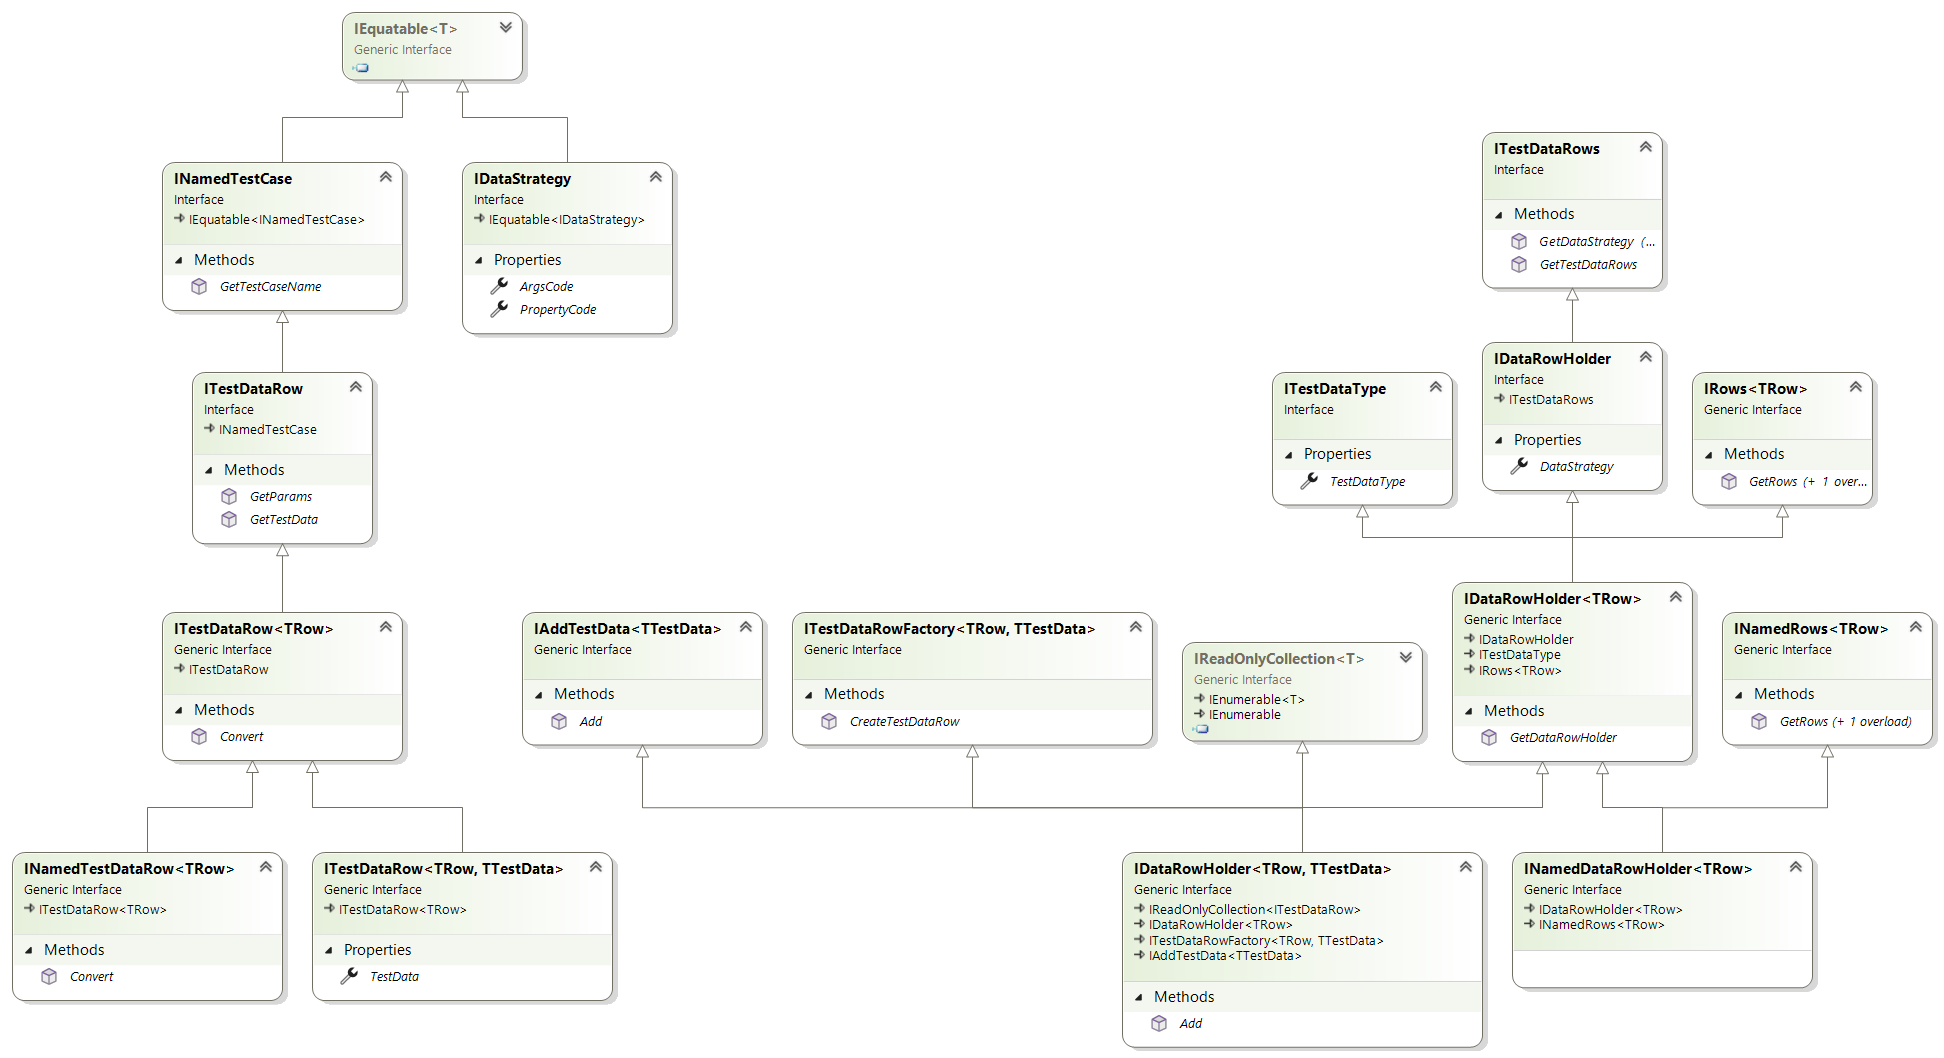 IEquatable<T>
Generic Interface
INamedTestCase
Interface
IEquatable<INamedTestCase>
Methods
GetTestCaseName
IDataStrategy
Interface
IEquatable<IDataStrategy>
Properties
ArgsCode
PropertyCode
ITestDataRows
Interface
Methods
GetDataStrategy (...
GetTestDataRows
ITestDataRow
Interface
INamedTestCase
Methods
GetParams
GetTestData
ITestDataType
Interface
Properties
TestDataType
IDataRowHolder
Interface
ITestDataRows
Properties
DataStrategy
IRows<TRow>
Generic Interface
Methods
GetRows (+ 1 over...
ITestDataRow<TRow>
Generic Interface
ITestDataRow
Methods
Convert
IAddTestData<TTestData>
Generic Interface
Methods
Add
ITestDataRowFactory<TRow, TTestData>
Generic Interface
Methods
CreateTestDataRow
IReadOnlyCollection<T>
Generic Interface
IEnumerable<T>
IEnumerable
IDataRowHolder<TRow>
Generic Interface
IDataRowHolder
ITestDataType
IRows<TRow>
Methods
GetDataRowHolder
INamedRows<TRow>
Generic Interface
Methods
GetRows (+ 1 overload)
INamedTestDataRow<TRow>
Generic Interface
ITestDataRow<TRow>
Methods
Convert
ITestDataRow<TRow, TTestData>
Generic Interface
ITestDataRow<TRow>
Properties
TestData
IDataRowHolder<TRow, TTestData>
Generic Interface
IReadOnlyCollection<ITestDataRow>
IDataRowHolder<TRow>
ITestDataRowFactory<TRow, TTestData>
IAddTestData<TTestData>
Methods
Add
INamedDataRowHolder<TRow>
Generic Interface
IDataRowHolder<TRow>
INamedRows<TRow>